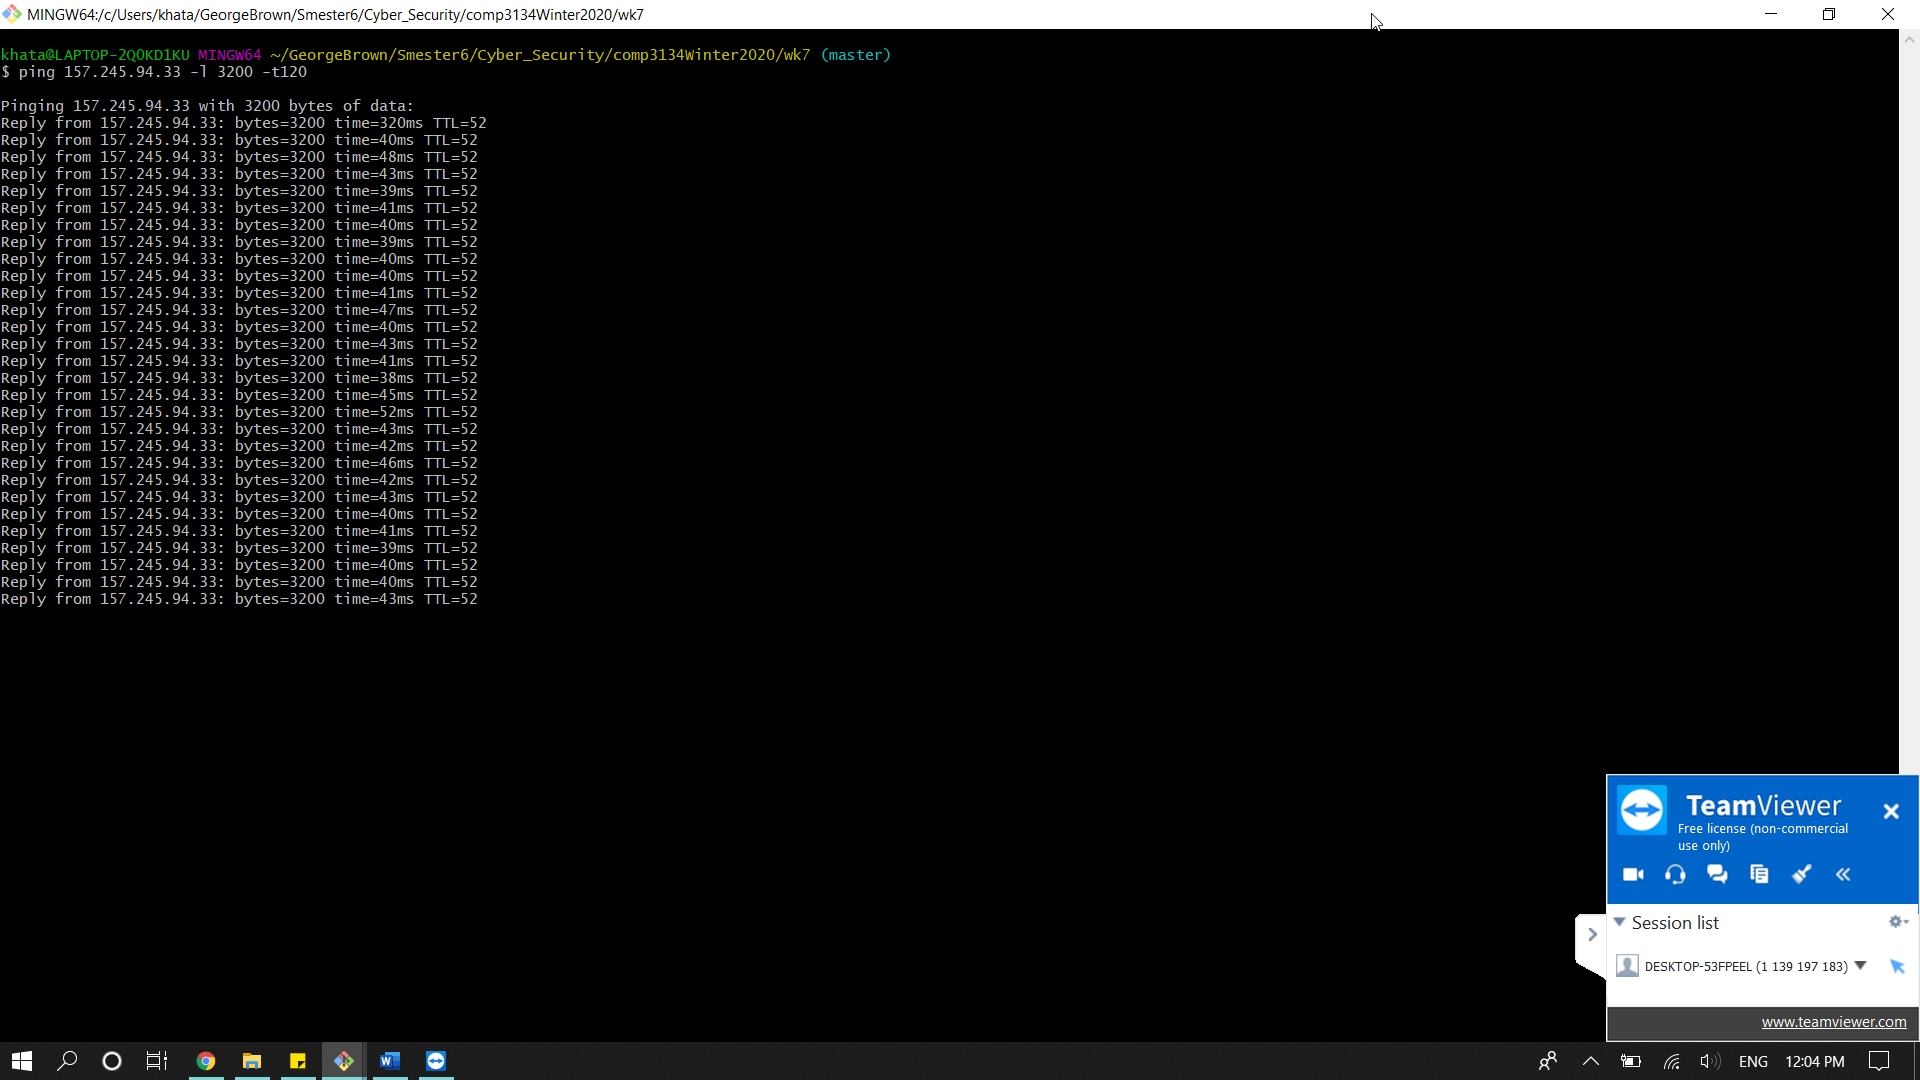 MINGW64:/c/Users/khata/GeorgeBrown/Smester6/Cyber_Security/comp3134Winter2020/wk7
khata@LAPTOP-2Q0KD1KU MINGW64 ~/GeorgeBrown/Smester6/Cyber_Security/comp3134Winter2020/wk7 (master)
$ ping 157.245.94.33 -l 3200 -t120
Pinging 157.245.94.33 with 3200 bytes of data:
Reply from 157.245.94.33: bytes=3200 time=320ms TTL=52
Reply from 157.245.94.33: bytes=3200 time=40ms TTL=52
Reply from 157.245.94.33: bytes=3200 time=48ms TTL=52
Reply from 157.245.94.33: bytes=3200 time=43ms TTL=52
Reply from 157.245.94.33: bytes=3200 time=39ms TTL=52
Reply from 157.245.94.33: bytes=3200 time=41ms TTL=52
Reply from 157.245.94.33: bytes=3200 time=40ms TTL=52
Reply from 157.245.94.33: bytes=3200 time=39ms TTL=52
Reply from 157.245.94.33: bytes=3200 time=40ms TTL=52
Reply from 157.245.94.33: bytes=3200 time=40ms TTL=52
Reply from 157.245.94.33: bytes=3200 time=41ms TTL=52
Reply from 157.245.94.33: bytes=3200 time=47ms TTL=52
Reply from 157.245.94.33: bytes=3200 time=40ms TTL=52
Reply from 157.245.94.33: bytes=3200 time=43ms TTL=52
Reply from 157.245.94.33: bytes=3200 time=41ms TTL=52
Reply from 157.245.94.33: bytes=3200 time=38ms TTL=52
Reply from 157.245.94.33: bytes=3200 time=45ms TTL=52
Reply from 157.245.94.33: bytes=3200 time=52ms TTL=52
Reply from 157.245.94.33: bytes=3200 time=43ms TTL=52
Reply from 157.245.94.33: bytes=3200 time=42ms TTL=52
Reply from 157.245.94.33: bytes=3200 time=46ms TTL=52
Reply from 157.245.94.33: bytes=3200 time=42ms TTL=52
Reply from 157.245.94.33: bytes=3200 time=43ms TTL=52
Reply from 157.245.94.33: bytes=3200 time=40ms TTL=52
Reply from 157.245.94.33: bytes=3200 time=41ms TTL=52
Reply from 157.245.94.33: bytes=3200 time=39ms TTL=52
Reply from 157.245.94.33: bytes=3200 time=40ms TTL=52
Reply from 157.245.94.33: bytes=3200 time=40ms TTL=52
Reply from 157.245.94.33: bytes=3200 time=43ms TTL=52
TeamViewer
Free license (non-commercial
use only)
Session list
DESKTOP-53FPEEL (1 139 197 183)
www.teamviewer.com
ENG 12:04 PM